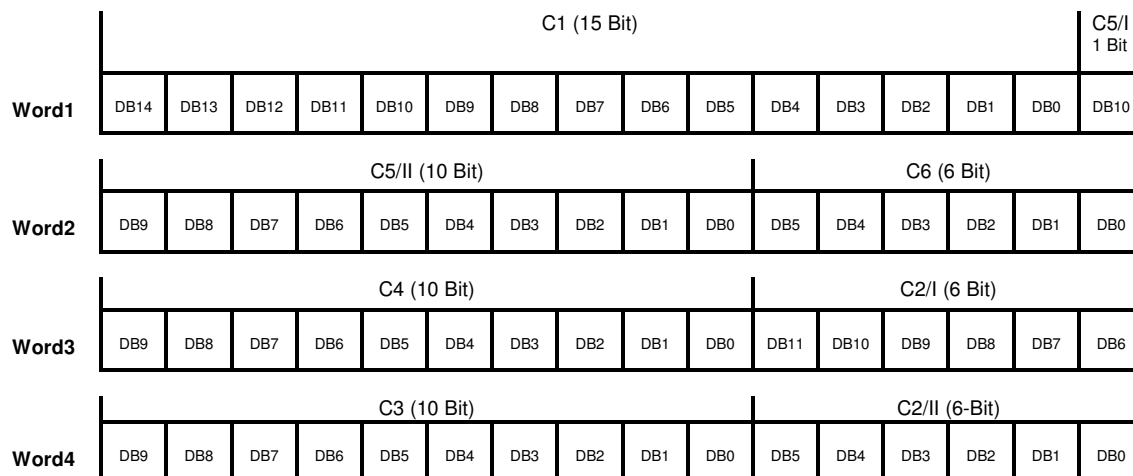 C1 (15 Bit) C5/I
1 Bit
Word1 DB14 DB13 DB12 DB11 DB10 DB9 DB8 DB7 DB6 DB5 DB4 DB3 DB2 DB1 DB0 DB10
C5/II (10 Bit) C6 (6 Bit)
Word2 DB9 DB8 DB7 DB6 DB5 DB4 DB3 DB2 DB1 DB0 DB5 DB4 DB3 DB2 DB1 DB0
C4 (10 Bit) C2/I (6 Bit)
Word3 DB9 DB8 DB7 DB6 DB5 DB4 DB3 DB2 DB1 DB0 DB11 DB10 DB9 DB8 DB7 DB6
C3 (10 Bit) C2/II (6-Bit)
Word4 DB9 DB8 DB7 DB6 DB5 DB4 DB3 DB2 DB1 DB0 DB5 DB4 DB3 DB2 DB1 DB0